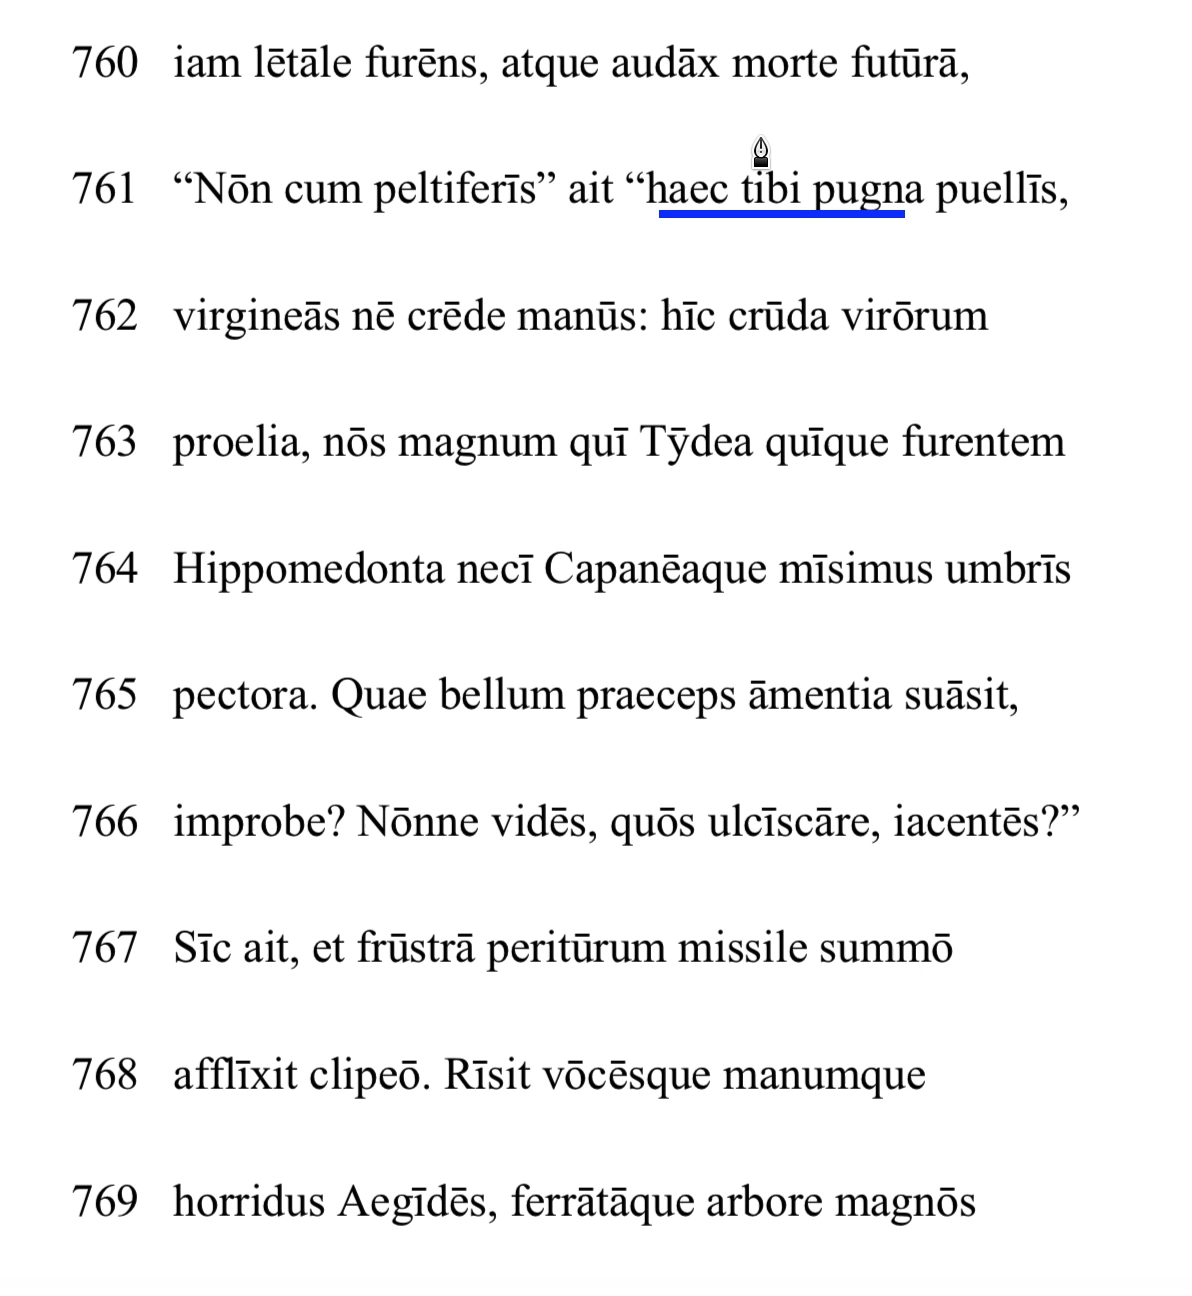 760 iam lētāle furēns, atque audāx morte futūrā,
761 “Nōn cum peltiferīs” ait “haec tibi pugna puellīs,
762 virgineās nē crēde manūs: hīc crūda virōrum
763 proelia, nōs magnum quī Tȳdea quīque furentem
764 Hippomedonta necī Capanēaque mīsimus umbrīs
765 pectora. Quae bellum praeceps āmentia suāsit,
766 improbe? Nōnne vidēs, quōs ulcīscāre, iacentēs?”
767 Sīc ait, et frūstrā peritūrum missile summō
768 afflīxit clipeō. Rīsit vōcēsque manumque
769 horridus Aegīdēs, ferrātāque arbore magnōs